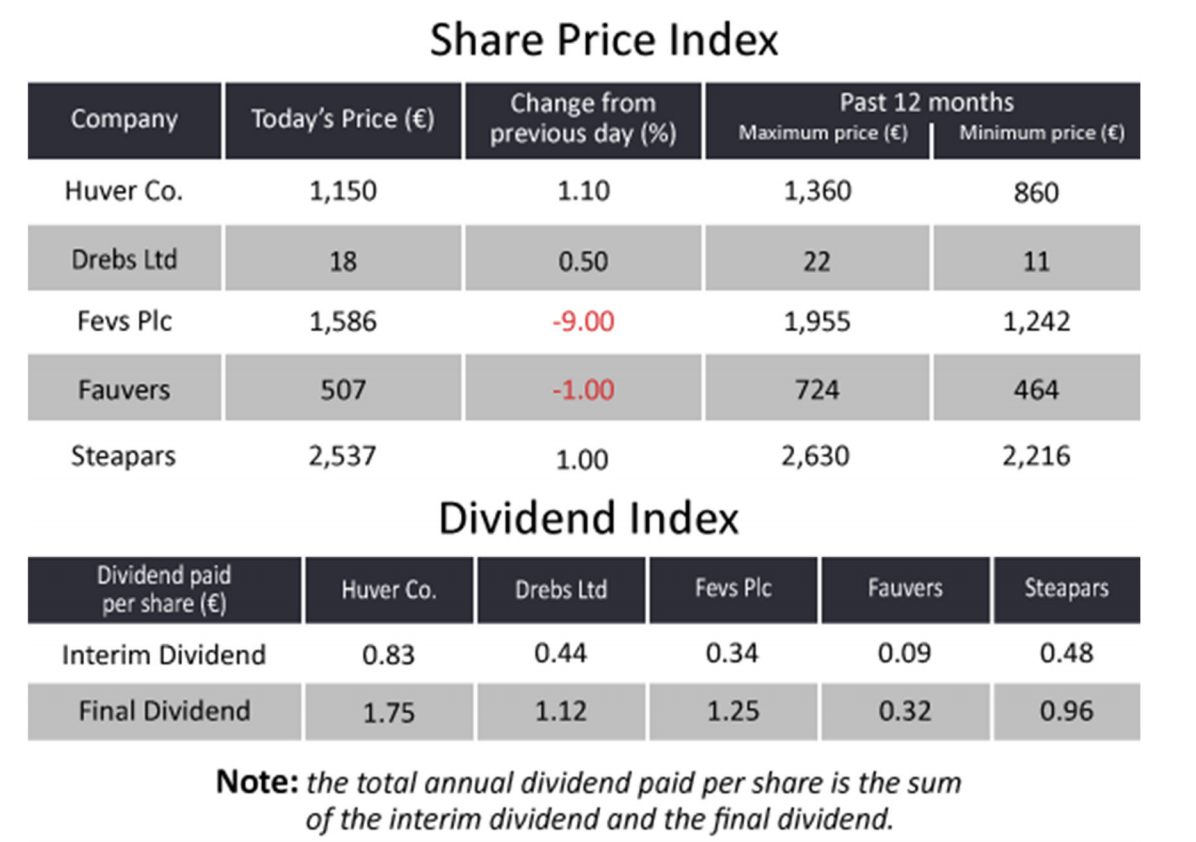 Share Price Index
Company Today's Price (€) Change from previous day (%) Past 12 months Maximum price (€) Minimum price (€)
Huver Co. 1,150 1.10 1,360 860
Drebs Ltd 18 0.50 22 11
Fevs Plc 1,586 -9.00 1,955 1,242
Fauvers 507 -1.00 724 464
Steapars 2,537 1.00 2,630 2,216
Dividend Index
Dividend paid per share (€) Huver Co. Drebs Ltd Fevs Plc Fauvers Steapars
Interim Dividend 0.83 0.44 0.34 0.09 0.48
Final Dividend 1.75 1.12 1.25 0.32 0.96
Note: the total annual dividend paid per share is the sum
of the interim dividend and the final dividend.